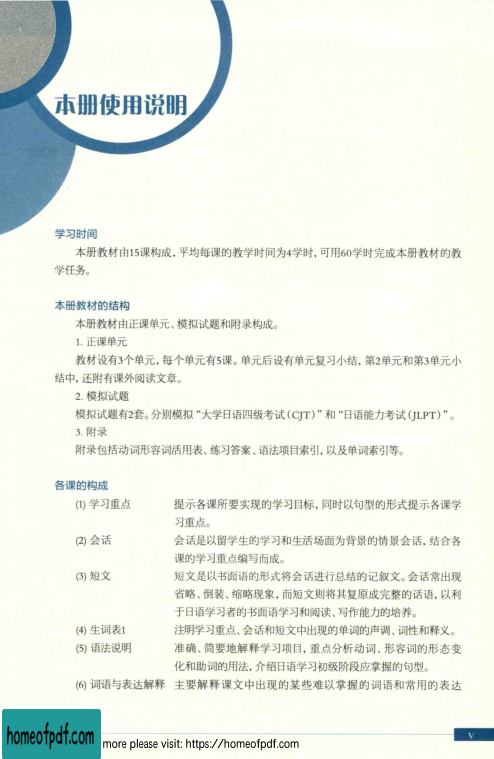 本册使用说明
学习时间
本册教材由15课构成，平均每课的教学时间为4学时，可用60学时完成本册教材的教
学任务。
本册教材的结构
本册教材由正课单元、模拟试题和附录构成。
1. 正课单元
教材设有3个单元，每个单元有5课。单元后设有单元复习小结，第2单元和第3单元小
结中，还附有课外阅读文章。
2. 模拟试题
模拟试题有2套。分别模拟“大学日语四级考试（CJT）”和“日语能力考试（JLPT）”。
3. 附录
附录包括动词形容词活用表、练习答案、语法项目索引，以及单词索引等。
各课的构成
(1) 学习重点 提示各课所要实现的学习目标，同时以句型的形式提示各课学
习重点。
(2) 会话 会话是以留学生的学习和生活场面为背景的情景会话，结合各
课的学习重点编写而成。
(3) 短文 短文是以书面语的形式将会话进行总结的记叙文。会话常出现
省略、倒装、缩略现象，而短文则将其复原成完整的话语，以利
于日语学习者的书面语学习和阅读、写作能力的培养。
(4) 生词表1 注明学习重点、会话和短文中出现的单词的声调、词性和释义。
(5) 语法说明 准确、简要地解释学习项目，重点分析动词、形容词的形态变
化和助词的用法，介绍日语学习初级阶段应掌握的句型。
(6) 词语与表达解释 主要解释课文中出现的某些难以掌握的词语和常用的表达
V
homeofpdf.com
more please visit: https://homeofpdf.com